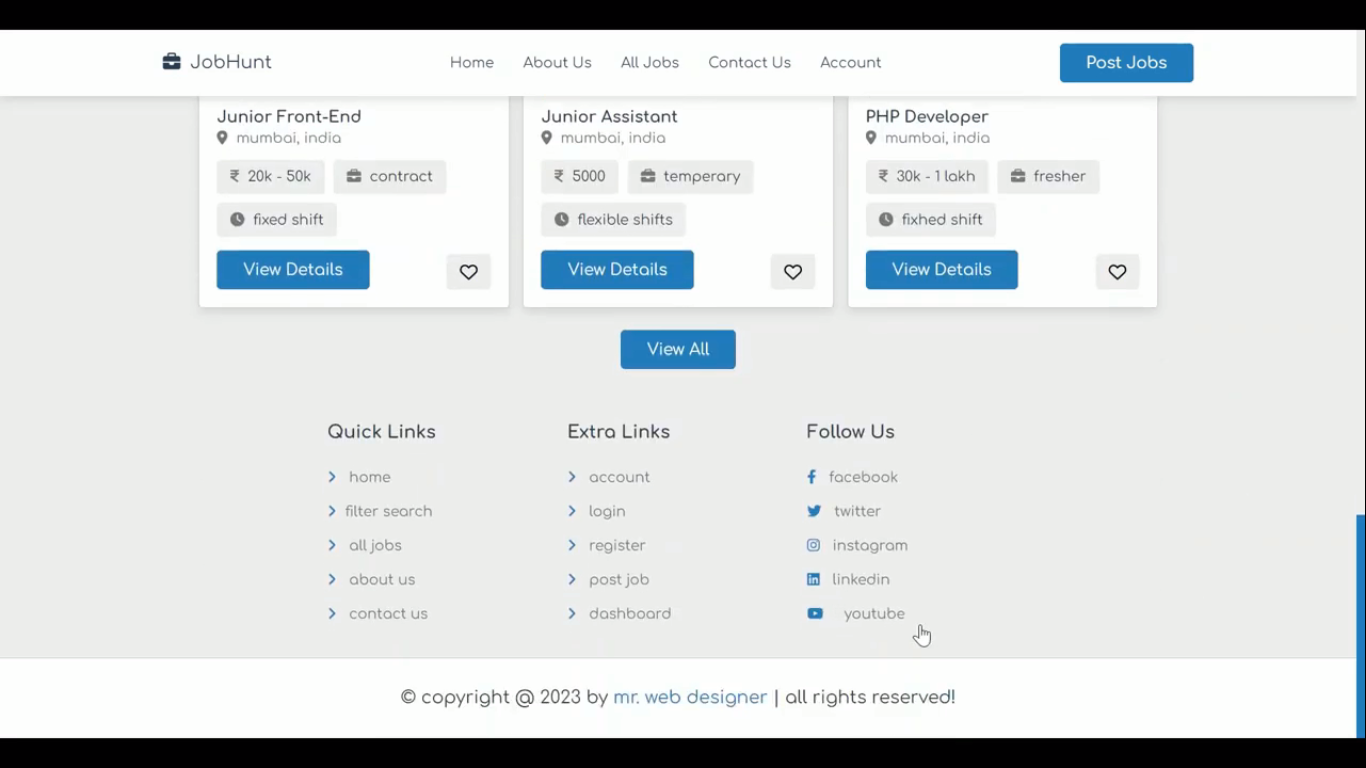 JobHunt Home About Us All Jobs Contact Us Account Post Jobs
Junior Front-End
mumbai, india
₹ 20k - 50k contract
fixed shift
View Details
Junior Assistant
mumbai, india
₹ 5000 temperary
flexible shifts
View Details
PHP Developer
mumbai, india
₹ 30k - 1 lakh fresher
fixhed shift
View Details
View All
Quick Links
home
filter search
all jobs
about us
contact us
Extra Links
account
login
register
post job
dashboard
Follow Us
facebook
twitter
instagram
linkedin
youtube
© copyright @ 2023 by mr. web designer | all rights reserved!